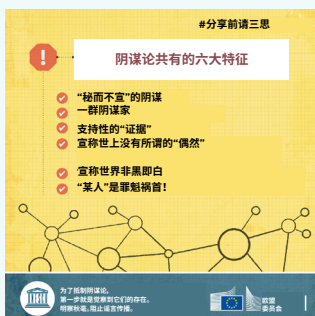 #分享前请三思
阴谋论共有的六大特征
“秘而不宣”的阴谋
一群阴谋家
支持性的“证据”
宣称世上没有所谓的“偶然”
宣称世界非黑即白
“某人”是罪魁祸首！
为了抵制阴谋论，
第一步就是觉察到它们的存在。
明察秋毫，阻止谣言传播。
欧盟
委员会